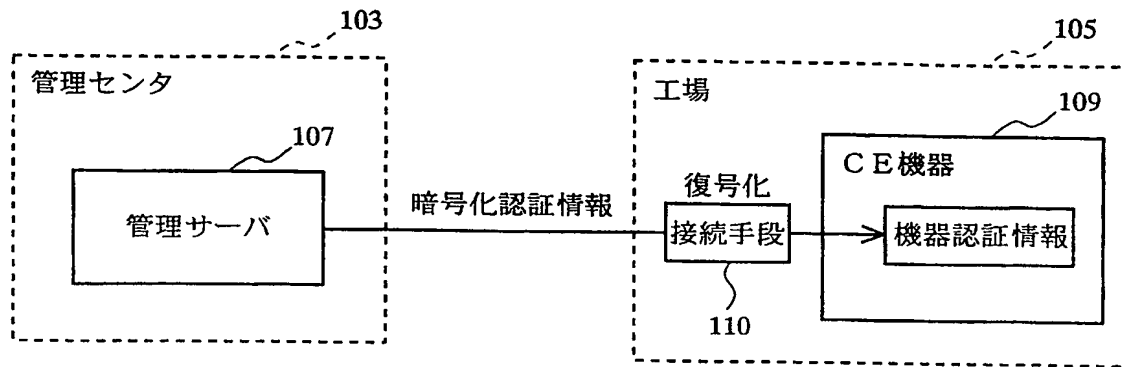 103
管理センタ
107
管理サーバ
暗号化認証情報
105
工場
109
ＣＥ機器
復号化
接続手段
機器認証情報
110